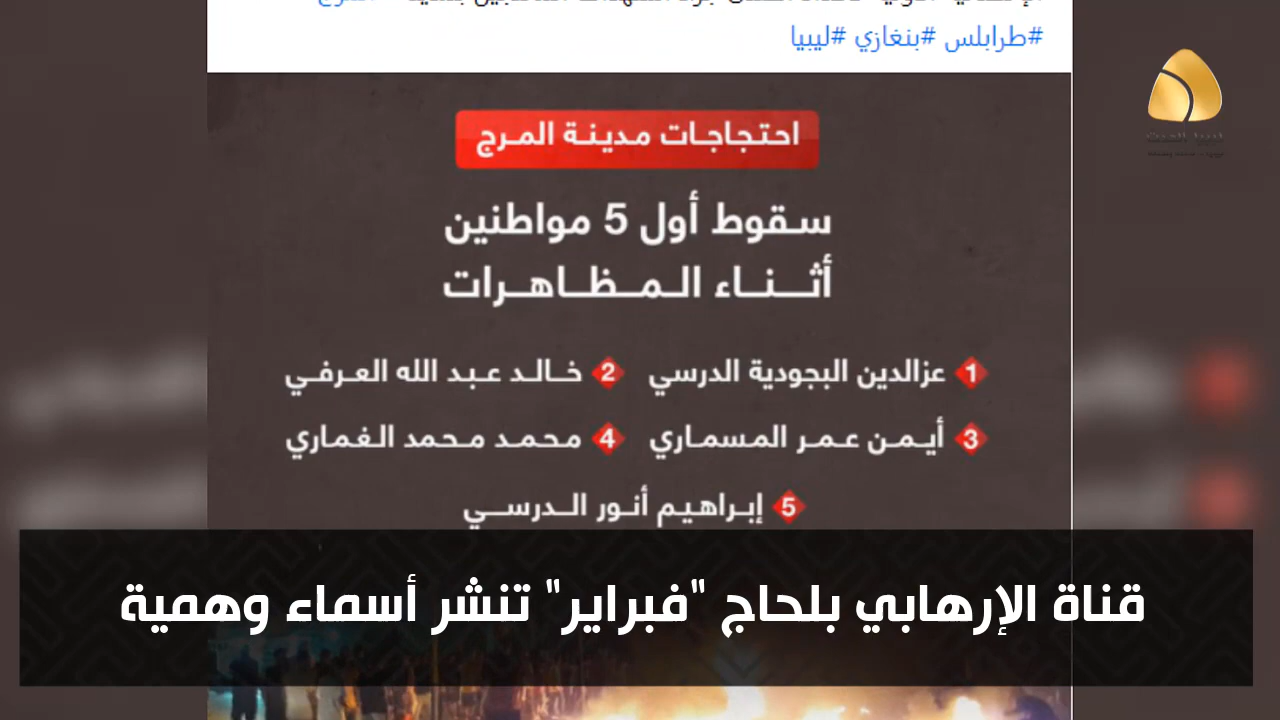 #طرابلس #بنغازي #ليبيا
احتجاجات مدينة المرج
سقوط أول 5 مواطنين
أثناء المظاهرات
1 عزالدين البجودية الدرسي 2 خالد عبد الله العرفي
3 أيمن عمر المسماري 4 محمد محمد الغماري
5 إبراهيم أنور الدرسي
قناة الإرهابي بلحاج "فبراير" تنشر أسماء وهمية